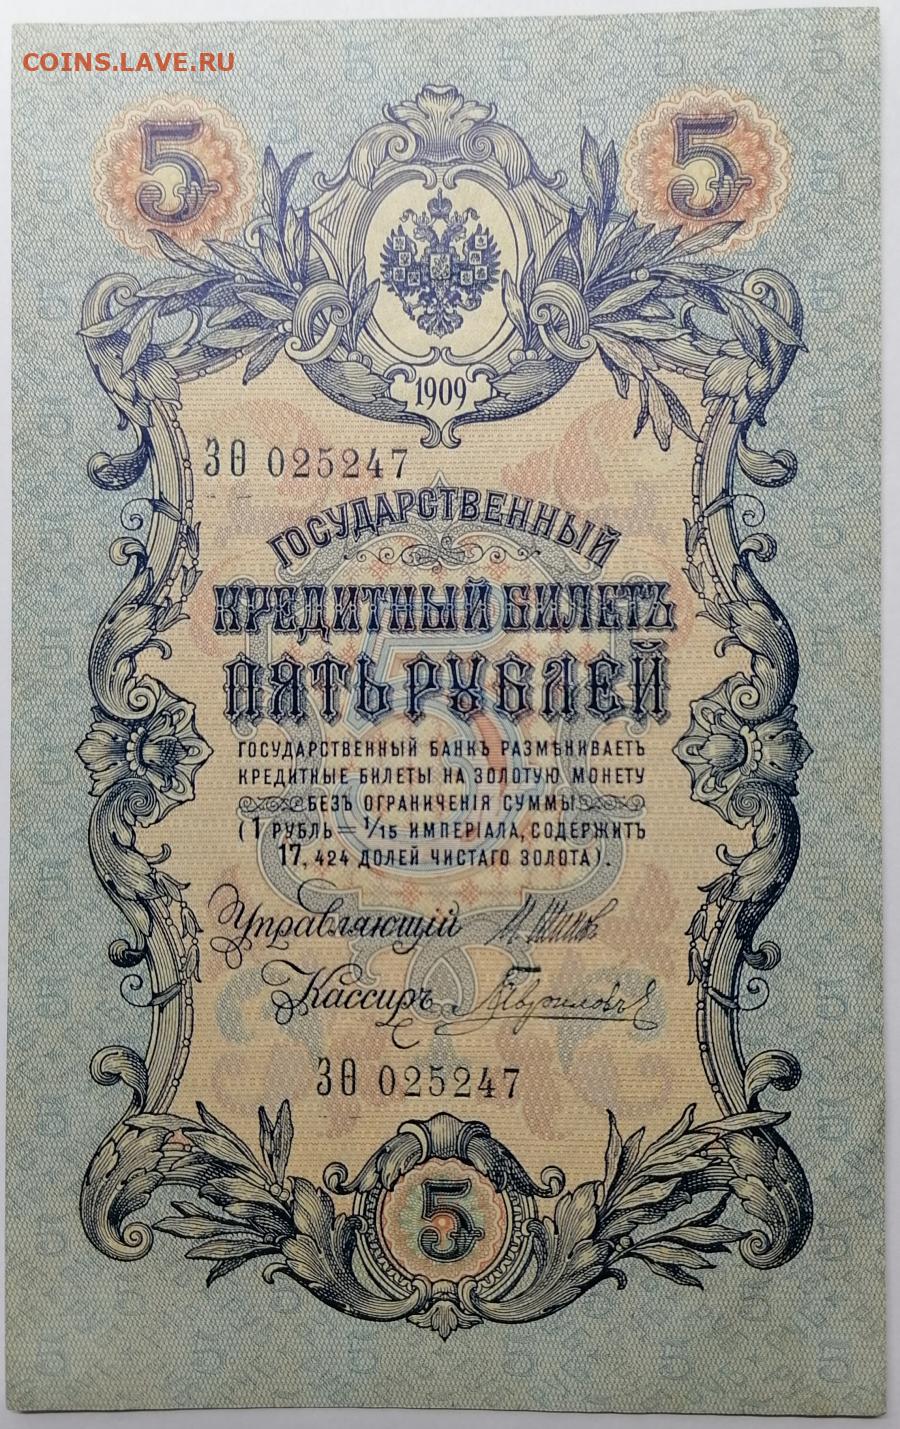 COINS.LAVE.RU
5 5
1909
ЗѲ 025247
ГОСУДАРСТВЕННЫЙ
КРЕДИТНЫЙ БИЛЕТЪ
ПЯТЬ РУБЛЕЙ
ГОСУДАРСТВЕННЫЙ БАНКЪ РАЗМѢНИВАЕТЪ
КРЕДИТНЫЕ БИЛЕТЫ НА ЗОЛОТУЮ МОНЕТУ
БЕЗЪ ОГРАНИЧЕНІЯ СУММЫ
(1 РУБЛЬ = 1/15 ИМПЕРІАЛА, СОДЕРЖИТЪ
17,424 ДОЛЕЙ ЧИСТАГО ЗОЛОТА).
Управляющій И. Шипов
Кассиръ Гавриловъ
ЗѲ 025247
5